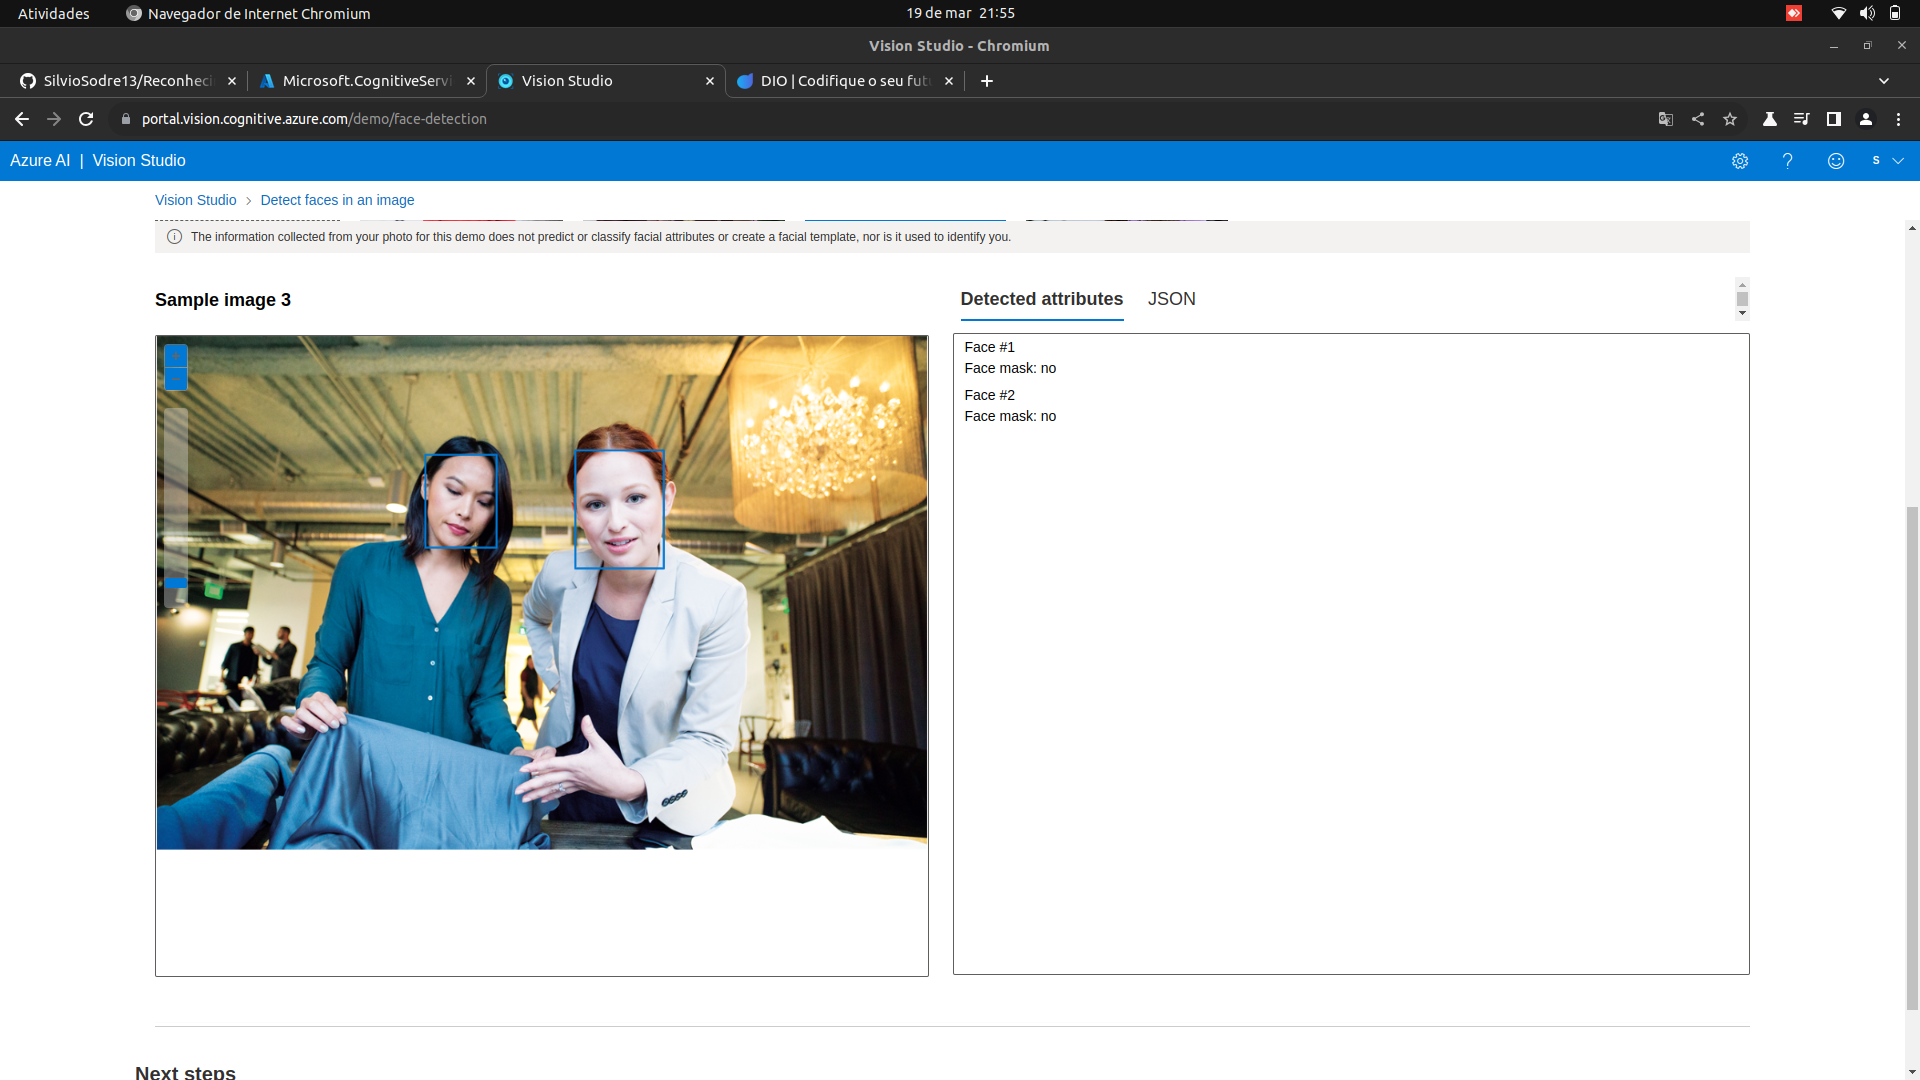 Atividades
Navegador de Internet Chromium
19 de mar 21:55
Vision Studio - Chromium
SilvioSodre13/Reconheci
Microsoft.CognitiveServi
Vision Studio
DIO | Codifique o seu futu
portal.vision.cognitive.azure.com/demo/face-detection
Azure AI | Vision Studio
? S
Vision Studio > Detect faces in an image
The information collected from your photo for this demo does not predict or classify facial attributes or create a facial template, nor is it used to identify you.
Sample image 3
Detected attributes JSON
Face #1
Face mask: no
Face #2
Face mask: no
Next steps